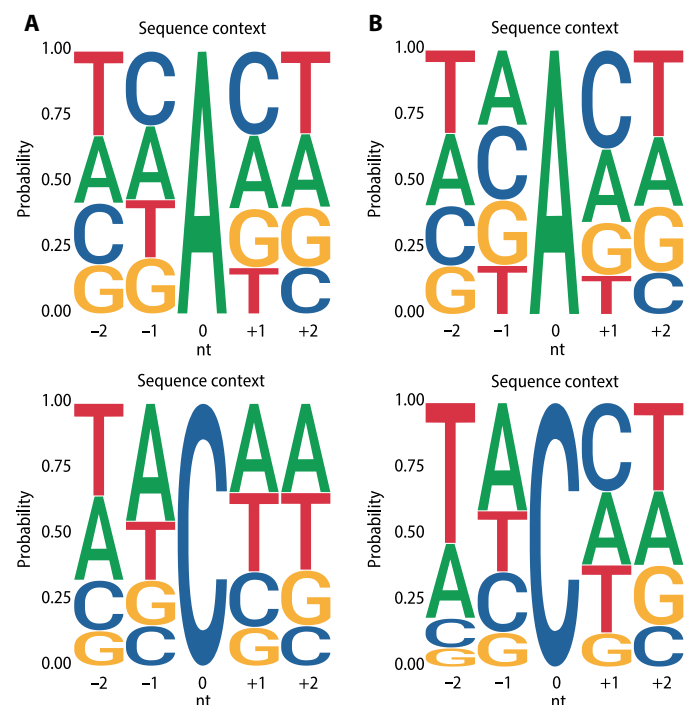 A
Sequence context
1.00
0.75
0.50
0.25
0.00
Probability
T C A C T
A A A A
C T G G
G G T C
−2 −1 0 +1 +2
nt
B
Sequence context
1.00
0.75
0.50
0.25
0.00
Probability
T A A C T
A C A A
C G G G
G T T C
−2 −1 0 +1 +2
nt
Sequence context
1.00
0.75
0.50
0.25
0.00
Probability
T A C A A
A T T T
C G C G
G C G C
−2 −1 0 +1 +2
nt
Sequence context
1.00
0.75
0.50
0.25
0.00
Probability
T A C C T
A T A A
C C T G
G G G C
−2 −1 0 +1 +2
nt